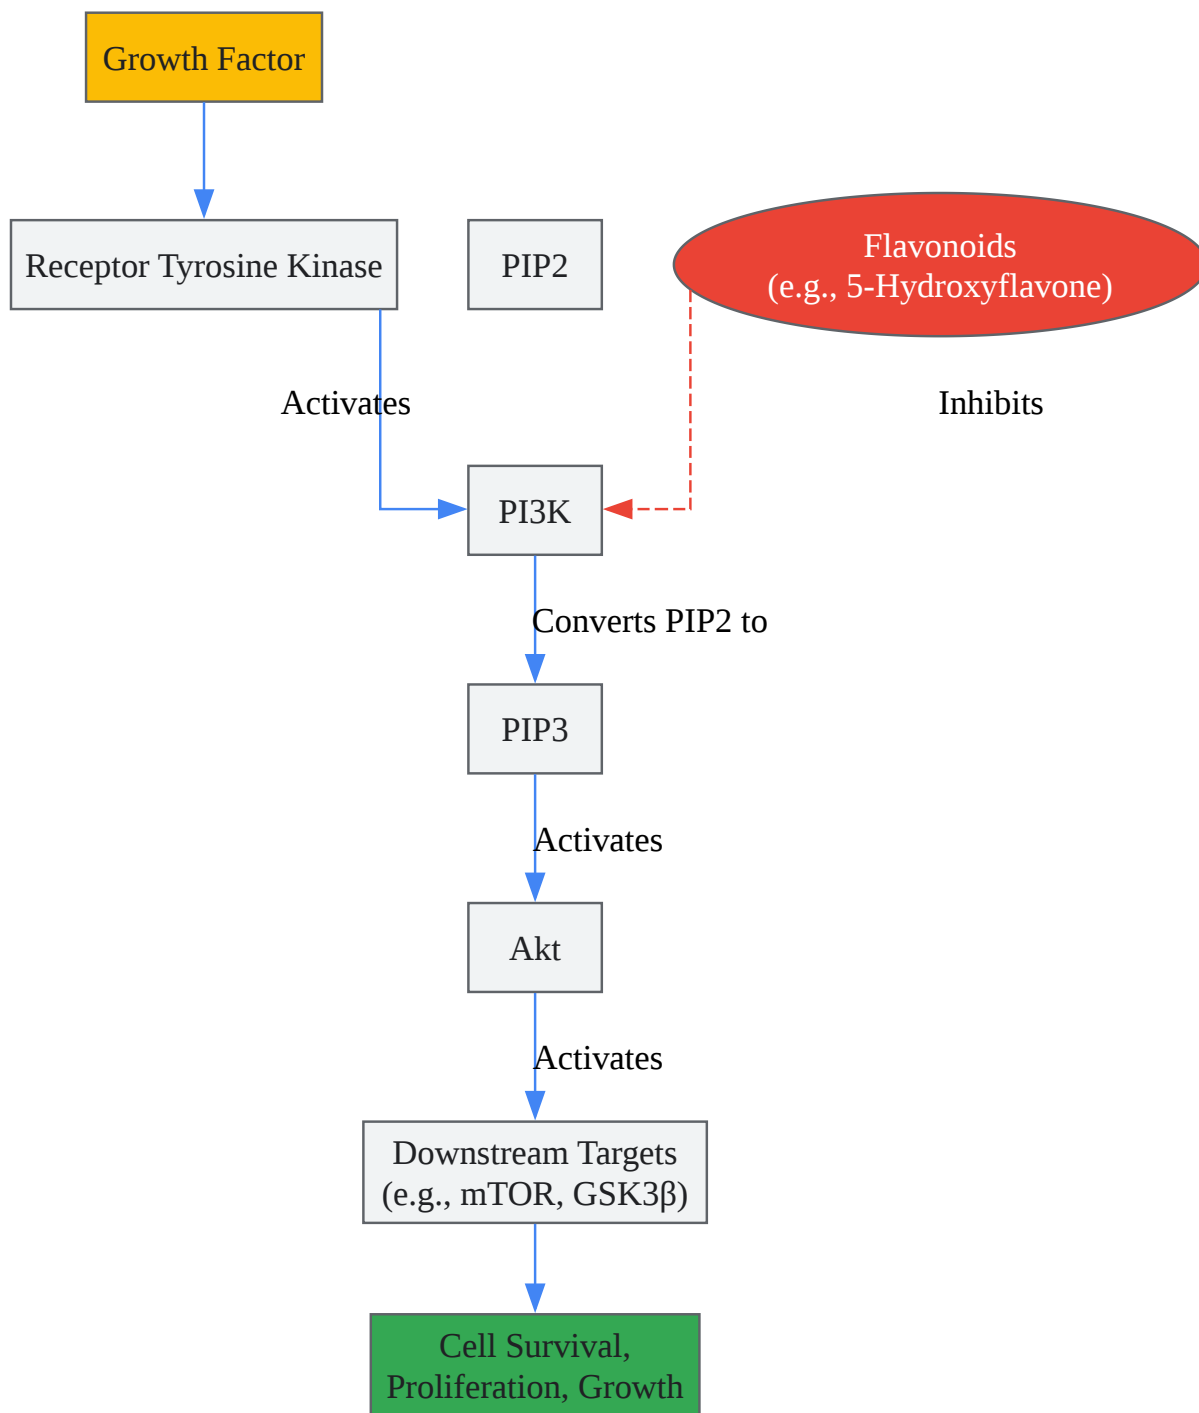 Growth Factor
Receptor Tyrosine Kinase
PIP2
Flavonoids
(e.g., 5-Hydroxyflavone)
Activates
Inhibits
PI3K
Converts PIP2 to
PIP3
Activates
Akt
Activates
Downstream Targets
(e.g., mTOR, GSK3β)
Cell Survival,
Proliferation, Growth